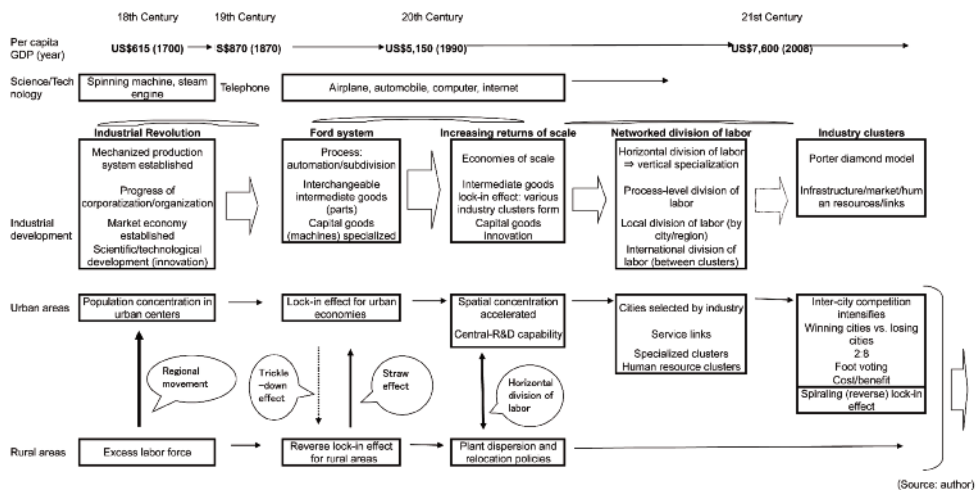 18th Century
19th Century
20th Century
21st Century
Per capita
GDP (year)
US$615 (1700)
S$870 (1870)
US$5,150 (1990)
US$7,600 (2008)
Science/Tech
nology
Spinning machine, steam
engine
Telephone
Airplane, automobile, computer, internet
Industrial
development
Industrial Revolution
Mechanized production
system established
Progress of
corporatization/organization
Market economy
established
Scientific/technological
development (innovation)
Ford system
Process:
automation/subdivision
Interchangeable
intermediate goods
(parts)
Capital goods
(machines) specialized
Increasing returns of scale
Economies of scale
Intermediate goods
lock-in effect: various
industry clusters form
Capital goods
Innovation
Networked division of labor
Horizontal division of labor
⇒ vertical specialization
Process-level division of
labor
Local division of labor (by
city/region)
International division of
labor (between clusters)
Industry clusters
Porter diamond model
Infrastructure/market/hum
an resources/links
Urban areas
Population concentration in
urban centers
Lock-in effect for urban
economies
Spatial concentration
accelerated
Central-R&D capability
Cities selected by industry
Service links
Specialized clusters
Human resource clusters
Inter-city competition
intensifies
Winning cities vs. losing
cities
2:8
Foot voting
Cost/benefit
Spiraling (reverse) lock-in
effect
Regional
movement
Trickle
-down
effect
Straw
effect
Horizontal
division of
labor
Rural areas
Excess labor force
Reverse lock-in effect
for rural areas
Plant dispersion and
relocation policies
(Source: author)